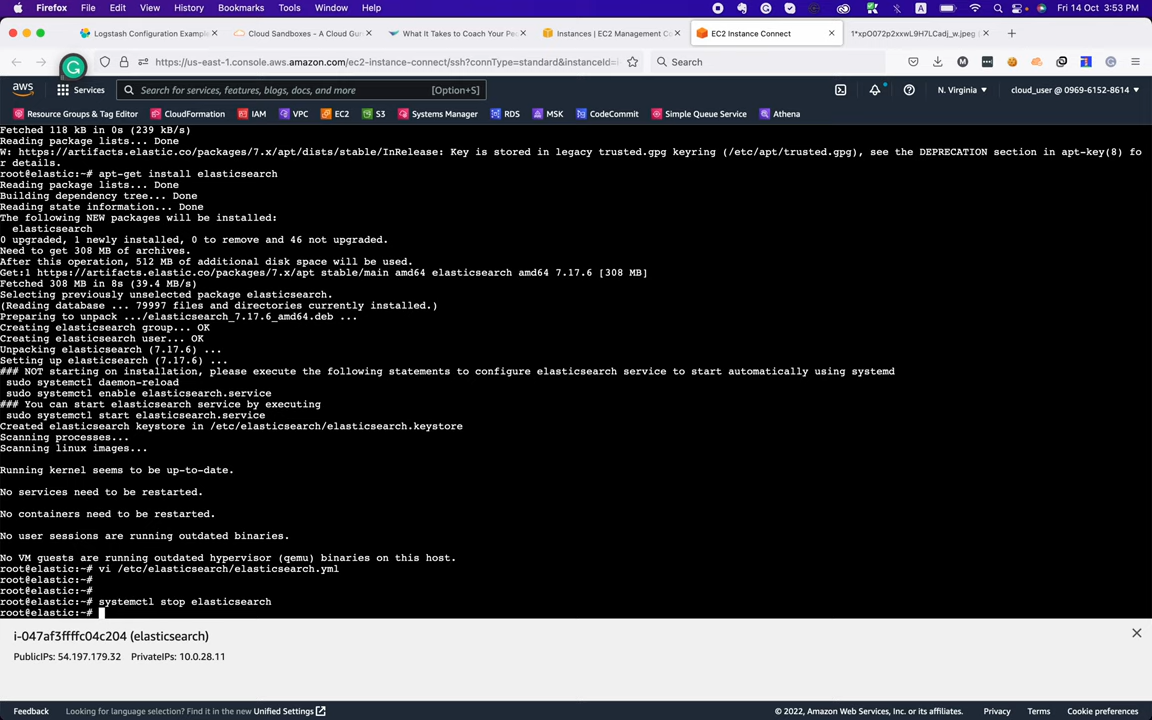 Firefox File Edit View History Bookmarks Tools Window Help Fri 14 Oct 3:53 PM
Logstash Configuration Example
Cloud Sandboxes - A Cloud Gur
What It Takes to Coach Your Pe
Instances | EC2 Management Co
EC2 Instance Connect
1*xpO072p2xxwL9H7LCadj_w.jpeg
https://us-east-1.console.aws.amazon.com/ec2-instance-connect/ssh?connType=standard&instanceId= Search
aws Services Search for services, features, blogs, docs, and more [Option+S] N. Virginia cloud_user @ 0969-6152-8614
Resource Groups & Tag Editor CloudFormation IAM VPC EC2 S3 Systems Manager RDS MSK CodeCommit Simple Queue Service Athena
Fetched 118 kB in 0s (239 kB/s)
Reading package lists... Done
W: https://artifacts.elastic.co/packages/7.x/apt/dists/stable/InRelease: Key is stored in legacy trusted.gpg keyring (/etc/apt/trusted.gpg), see the DEPRECATION section in apt-key(8) fo
r details.
root@elastic:~# apt-get install elasticsearch
Reading package lists... Done
Building dependency tree... Done
Reading state information... Done
The following NEW packages will be installed:
elasticsearch
0 upgraded, 1 newly installed, 0 to remove and 46 not upgraded.
Need to get 308 MB of archives.
After this operation, 512 MB of additional disk space will be used.
Get:1 https://artifacts.elastic.co/packages/7.x/apt stable/main amd64 elasticsearch amd64 7.17.6 [308 MB]
Fetched 308 MB in 8s (39.4 MB/s)
Selecting previously unselected package elasticsearch.
(Reading database ... 79997 files and directories currently installed.)
Preparing to unpack .../elasticsearch_7.17.6_amd64.deb ...
Creating elasticsearch group... OK
Creating elasticsearch user... OK
Unpacking elasticsearch (7.17.6) ...
Setting up elasticsearch (7.17.6) ...
### NOT starting on installation, please execute the following statements to configure elasticsearch service to start automatically using systemd
sudo systemctl daemon-reload
sudo systemctl enable elasticsearch.service
### You can start elasticsearch service by executing
sudo systemctl start elasticsearch.service
Created elasticsearch keystore in /etc/elasticsearch/elasticsearch.keystore
Scanning processes...
Scanning linux images...
Running kernel seems to be up-to-date.
No services need to be restarted.
No containers need to be restarted.
No user sessions are running outdated binaries.
No VM guests are running outdated hypervisor (qemu) binaries on this host.
root@elastic:~# vi /etc/elasticsearch/elasticsearch.yml
root@elastic:~#
root@elastic:~#
root@elastic:~# systemctl stop elasticsearch
root@elastic:~#
i-047af3ffffc04c204 (elasticsearch)
PublicIPs: 54.197.179.32 PrivateIPs: 10.0.28.11
Feedback Looking for language selection? Find it in the new Unified Settings © 2022, Amazon Web Services, Inc. or its affiliates. Privacy Terms Cookie preferences